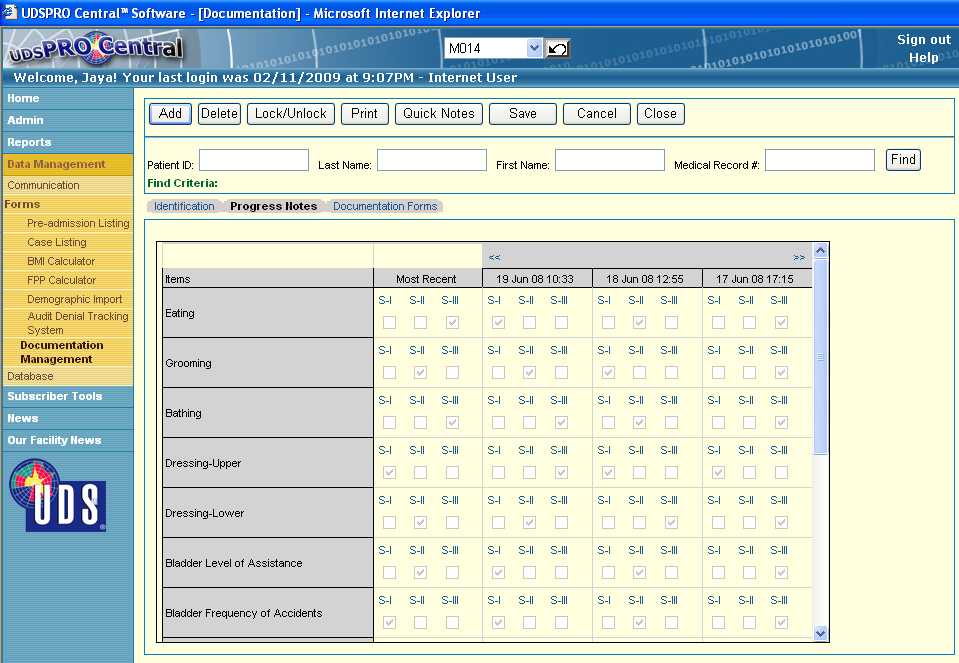 UDSPRO Central™ Software - [Documentation] - Microsoft Internet Explorer
UDSPRO Central
M014
Sign out
Help
Welcome, Jaya! Your last login was 02/11/2009 at 9:07PM - Internet User
Home
Admin
Reports
Data Management
Communication
Forms
Pre-admission Listing
Case Listing
BMI Calculator
FPP Calculator
Demographic Import
Audit Denial Tracking
System
Documentation
Management
Database
Subscriber Tools
News
Our Facility News
UDS
Add Delete Lock/Unlock Print Quick Notes Save Cancel Close
Patient ID: Last Name: First Name: Medical Record #: Find
Find Criteria:
Identification Progress Notes Documentation Forms
<< >>
Items Most Recent 19 Jun 08 10:33 18 Jun 08 12:55 17 Jun 08 17:15
S-I S-II S-III S-I S-II S-III S-I S-II S-III S-I S-II S-III
Eating
S-I S-II S-III S-I S-II S-III S-I S-II S-III S-I S-II S-III
Grooming
S-I S-II S-III S-I S-II S-III S-I S-II S-III S-I S-II S-III
Bathing
S-I S-II S-III S-I S-II S-III S-I S-II S-III S-I S-II S-III
Dressing-Upper
S-I S-II S-III S-I S-II S-III S-I S-II S-III S-I S-II S-III
Dressing-Lower
S-I S-II S-III S-I S-II S-III S-I S-II S-III S-I S-II S-III
Bladder Level of Assistance
S-I S-II S-III S-I S-II S-III S-I S-II S-III S-I S-II S-III
Bladder Frequency of Accidents